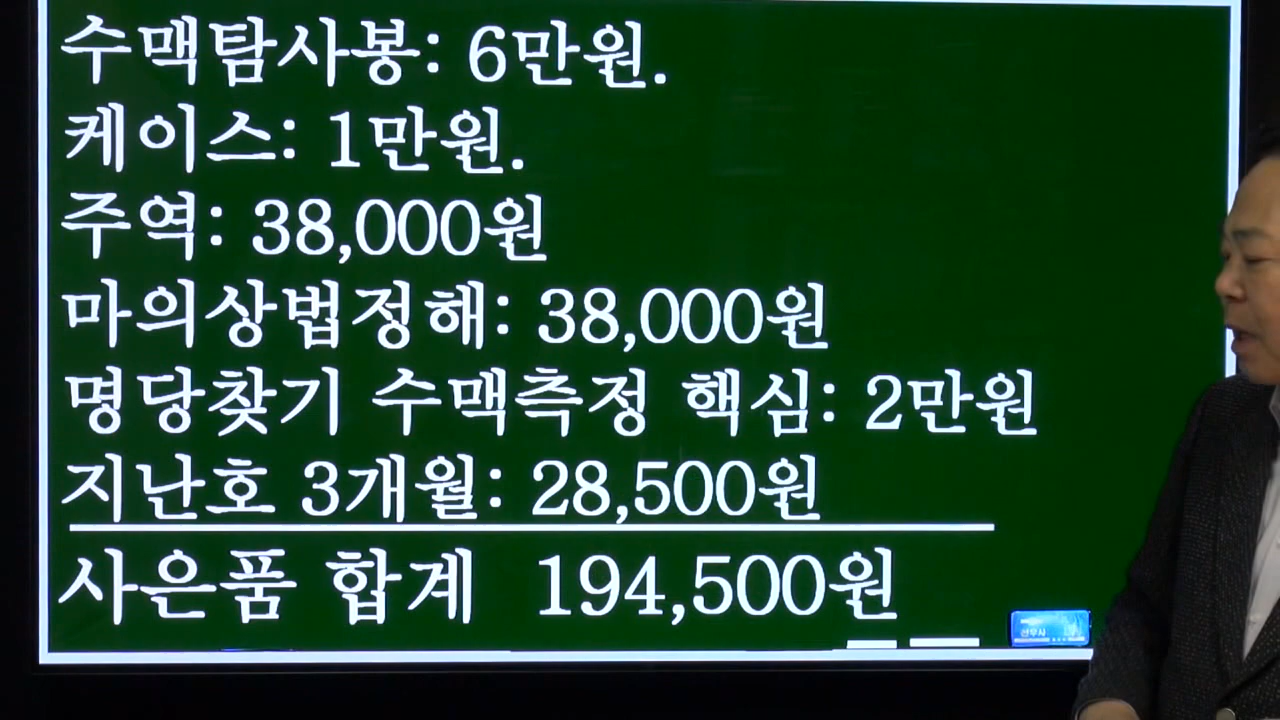 수맥탐사봉: 6만원.
케이스: 1만원.
주역: 38,000원
마의상법정해: 38,000원
명당찾기 수맥측정 핵심: 2만원
지난호 3개월: 28,500원
사은품 합계 194,500원